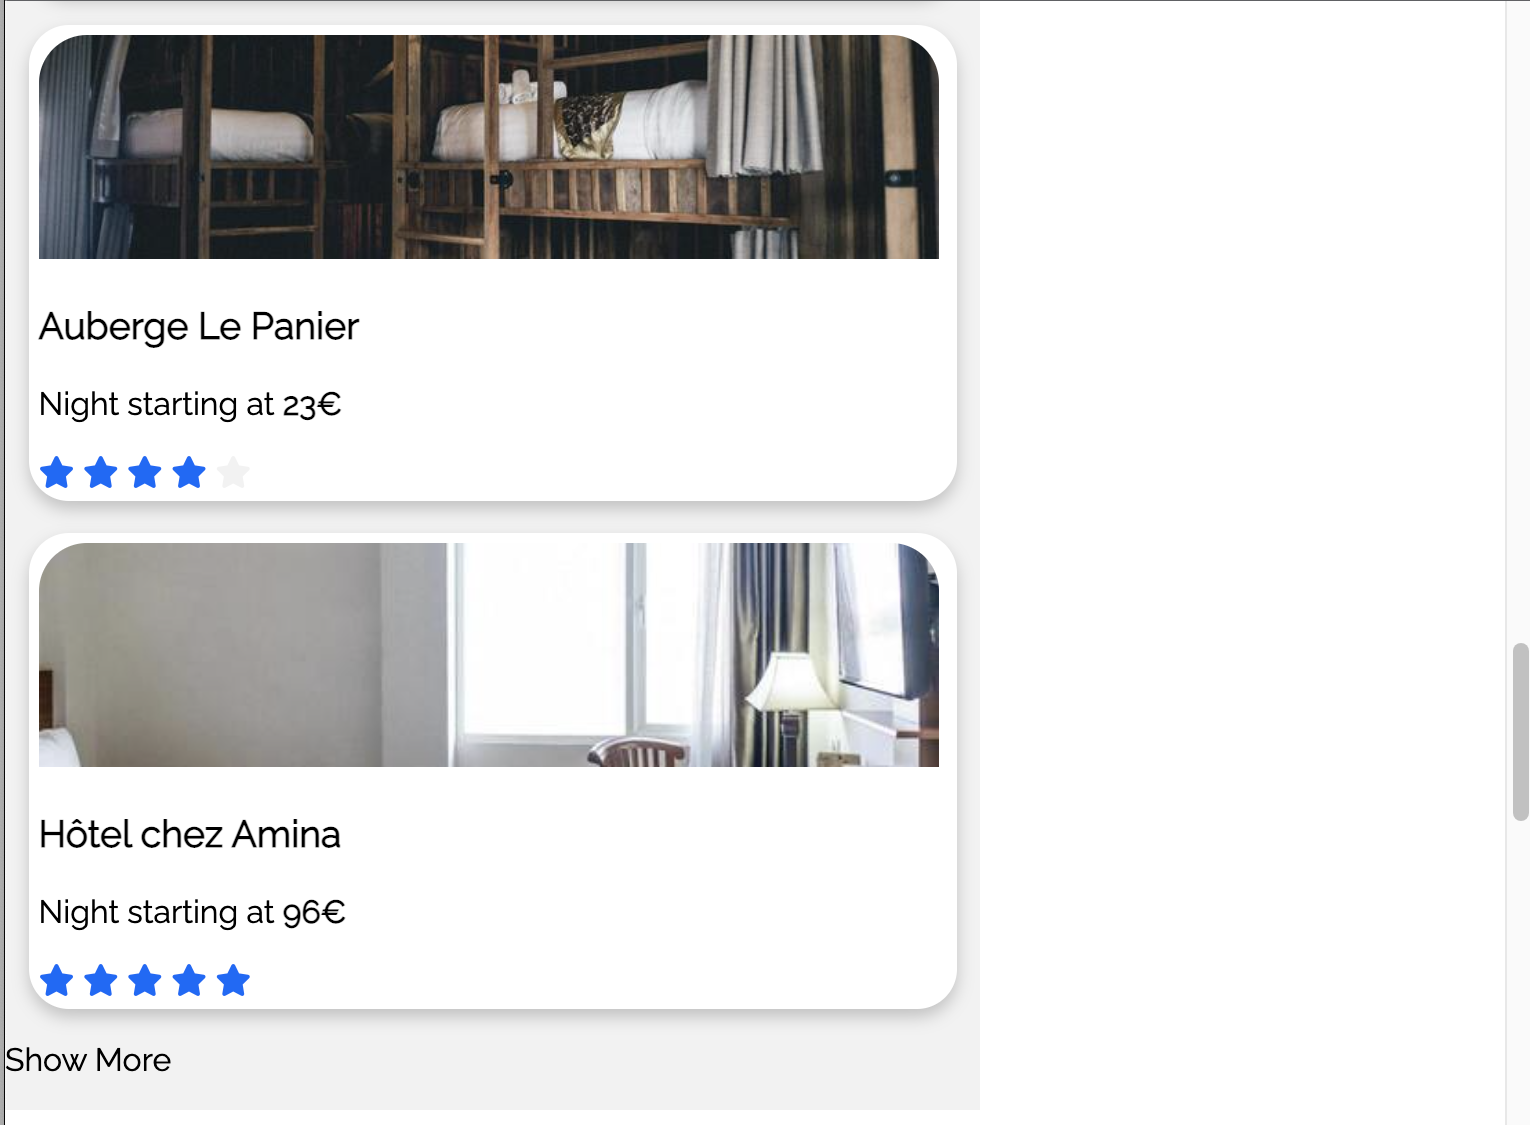 Auberge Le Panier
Night starting at 23€
Hôtel chez Amina
Night starting at 96€
Show More